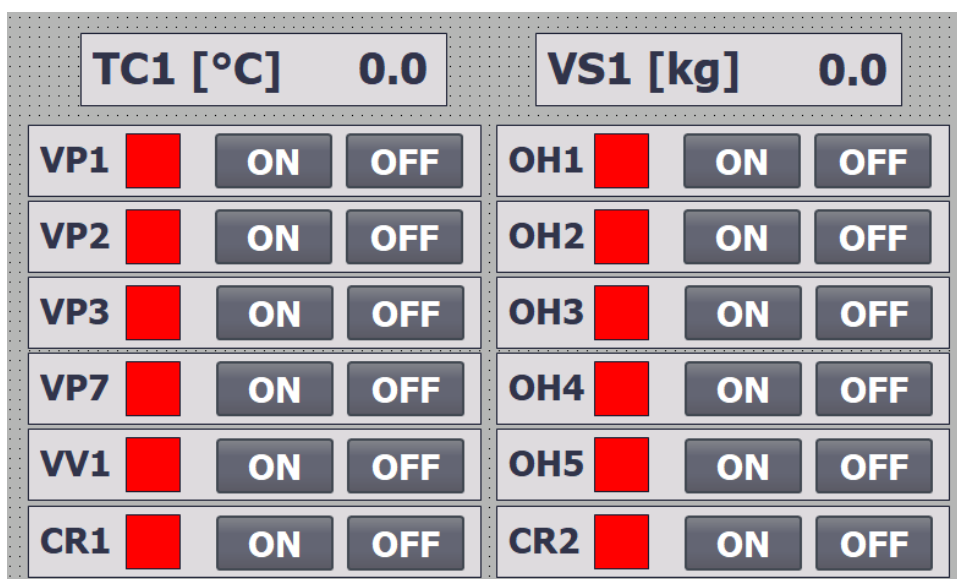 TC1 [°C] 0.0 VS1 [kg] 0.0
VP1 ON OFF OH1 ON OFF
VP2 ON OFF OH2 ON OFF
VP3 ON OFF OH3 ON OFF
VP7 ON OFF OH4 ON OFF
VV1 ON OFF OH5 ON OFF
CR1 ON OFF CR2 ON OFF